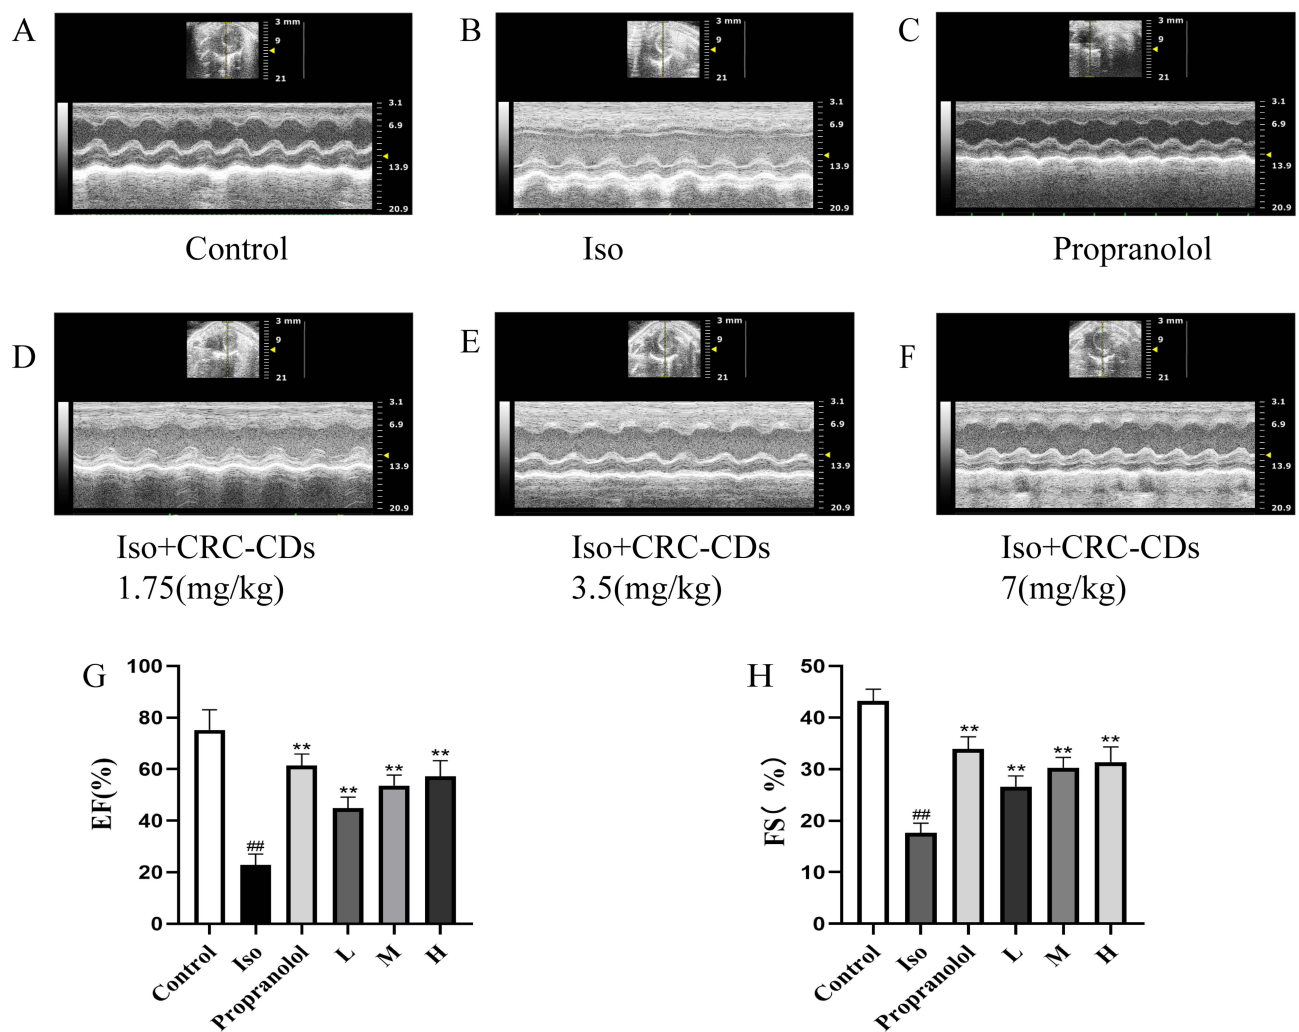 A
3 mm
9
21
3.1
6.9
13.9
20.9
Control
B
3 mm
9
21
3.1
6.9
13.9
20.9
Iso
C
3 mm
9
21
3.1
6.9
13.9
20.9
Propranolol
D
3 mm
9
21
3.1
6.9
13.9
20.9
Iso+CRC-CDs
1.75(mg/kg)
E
3 mm
9
21
3.1
6.9
13.9
20.9
Iso+CRC-CDs
3.5(mg/kg)
F
3 mm
9
21
3.1
6.9
13.9
20.9
Iso+CRC-CDs
7(mg/kg)
G
EF(%)
100
80
60
40
20
0
##
**
**
**
**
Control
Iso
Propranolol
L
M
H
H
FS( %)
50
40
30
20
10
0
##
**
**
**
**
Control
Iso
Propranolol
L
M
H